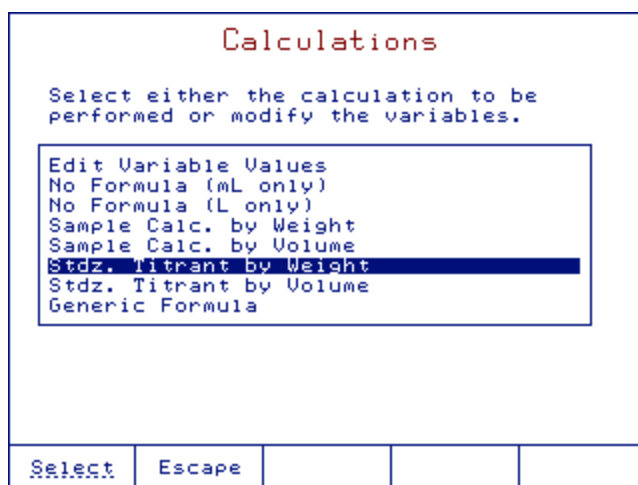 Calculations
Select either the calculation to be
performed or modify the variables.
Edit Variable Values
No Formula (mL only)
No Formula (L only)
Sample Calc. by Weight
Sample Calc. by Volume
Stdz. Titrant by Weight
Stdz. Titrant by Volume
Generic Formula
Select Escape